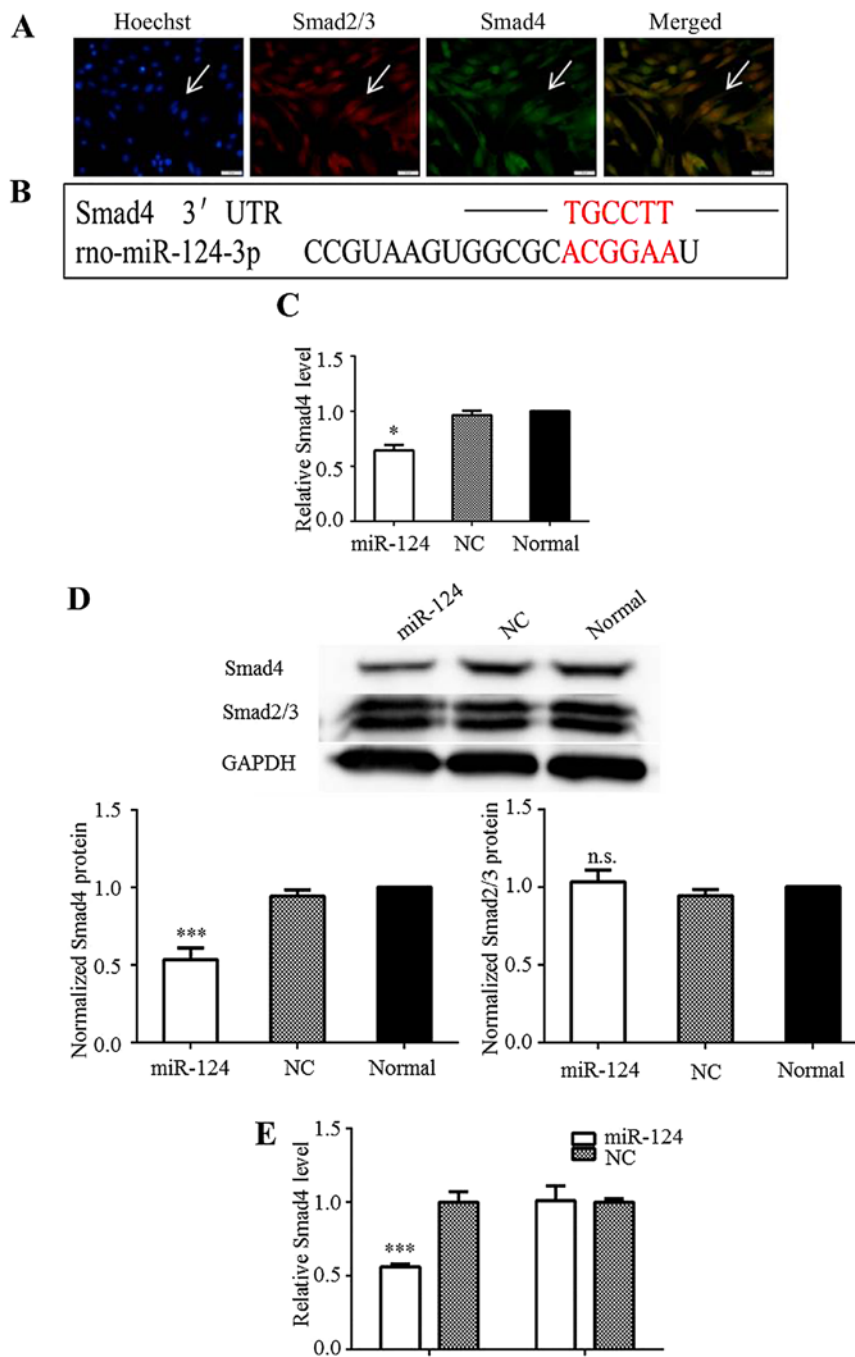 A
Hoechst Smad2/3 Smad4 Merged
B
Smad4 3′ UTR TGCCTT
rno-miR-124-3p CCGUAAGUGGCGCACGGAAU
C
Relative Smad4 level
1.5
1.0
0.5
0.0
*
miR-124 NC Normal
D
miR-124 NC Normal
Smad4
Smad2/3
GAPDH
Normalized Smad4 protein
1.5
1.0
0.5
0.0
***
miR-124 NC Normal
Normalized Smad2/3 protein
1.5
1.0
0.5
0.0
n.s.
miR-124 NC Normal
E
Relative Smad4 level
1.5
1.0
0.5
0.0
***
miR-124
NC